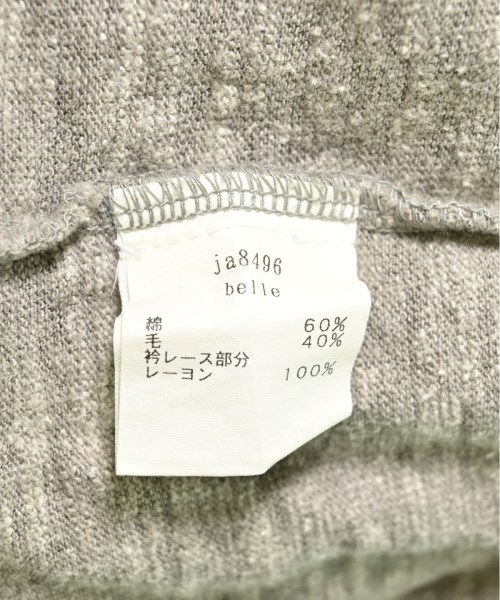 ja8496
belle
綿 60%
毛 40%
衿レース部分
レーヨン 100%